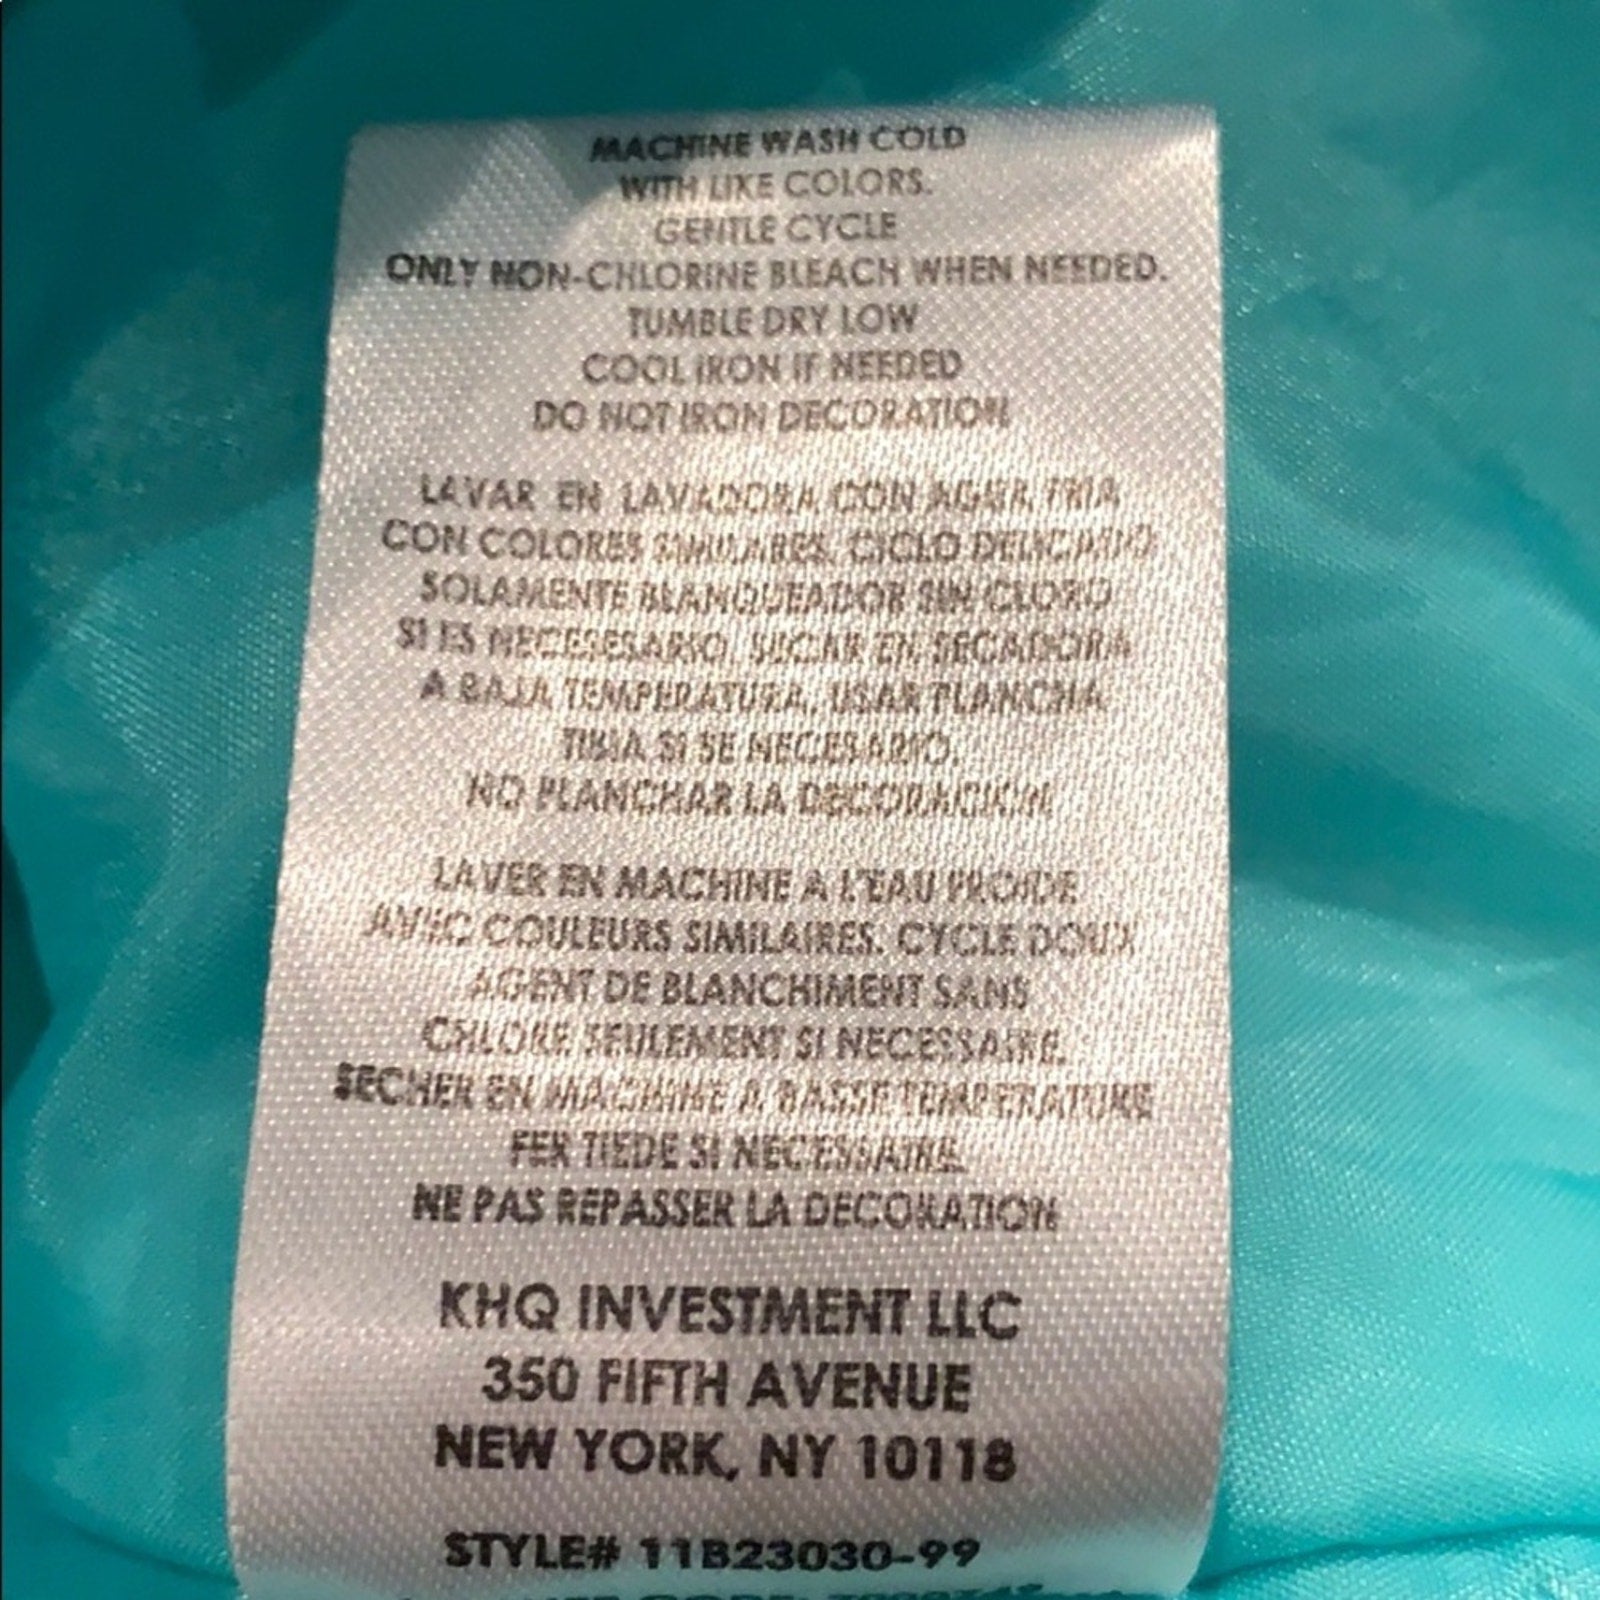 MACHINE WASH COLD
WITH LIKE COLORS.
GENTLE CYCLE
ONLY NON-CHLORINE BLEACH WHEN NEEDED.
TUMBLE DRY LOW
COOL IRON IF NEEDED
DO NOT IRON DECORATION
LAVAR EN LAVADORA CON AGUA FRIA
CON COLORES SIMILARES. CICLO DELICADO
SOLAMENTE BLANQUEADOR SIN CLORO
SI ES NECESESARIO. SECAR EN SECADORA
A BAJA TEMPERATURA, USAR PLANCHA
TIBIA SI SE NECESARIO.
NO PLANCHAR LA DECORACION
LAVER EN MACHINE A L'EAU FROIDE
AVEC COULEURS SIMILAIRES. CYCLE DOUX
AGENT DE BLANCHIMENT SANS
CHLORE SEULEMENT SI NECESSAIRE.
SECHER EN MACHINE A BASSE TEMPERATURE
FER TIEDE SI NECESSAIRE.
NE PAS REPASSER LA DECORATION
KHQ INVESTMENT LLC
350 FIFTH AVENUE
NEW YORK, NY 10118
STYLE# 11B23030-99